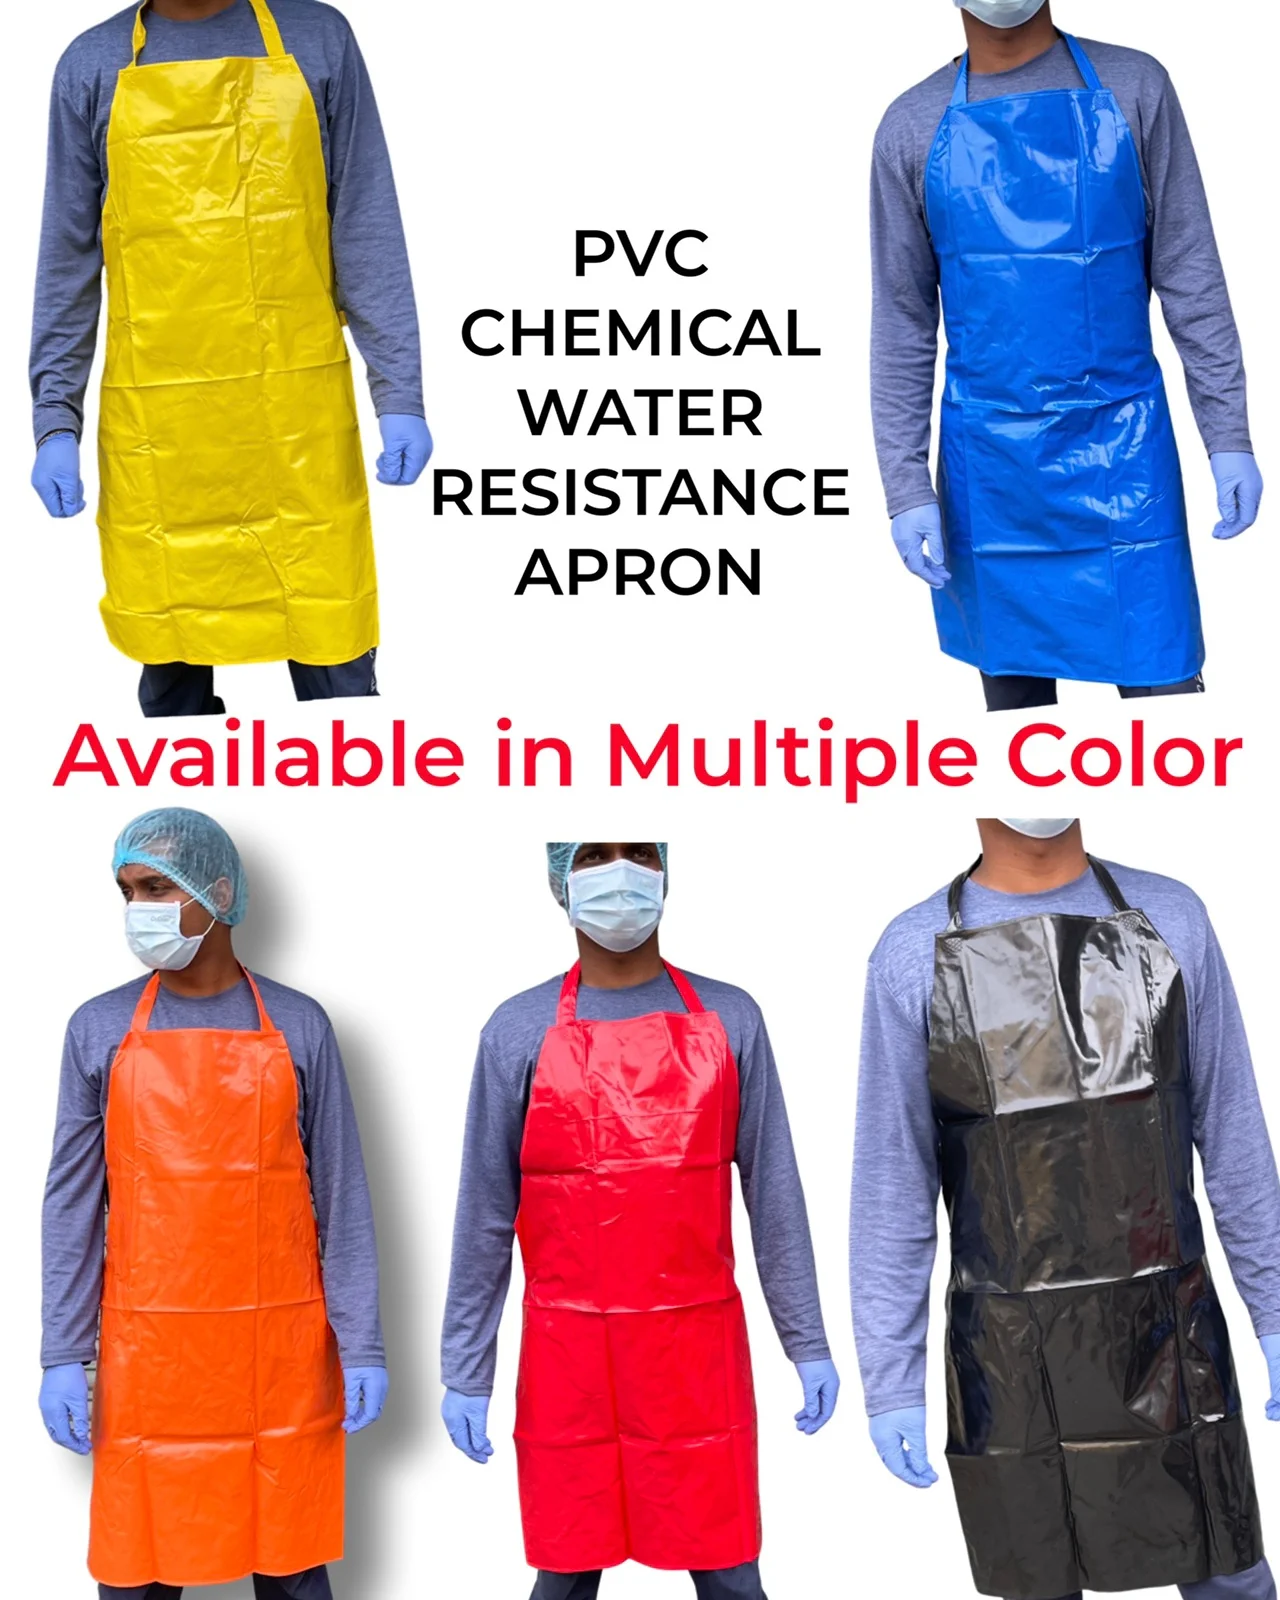 PVC
CHEMICAL
WATER
RESISTANCE
APRON
Available in Multiple Color